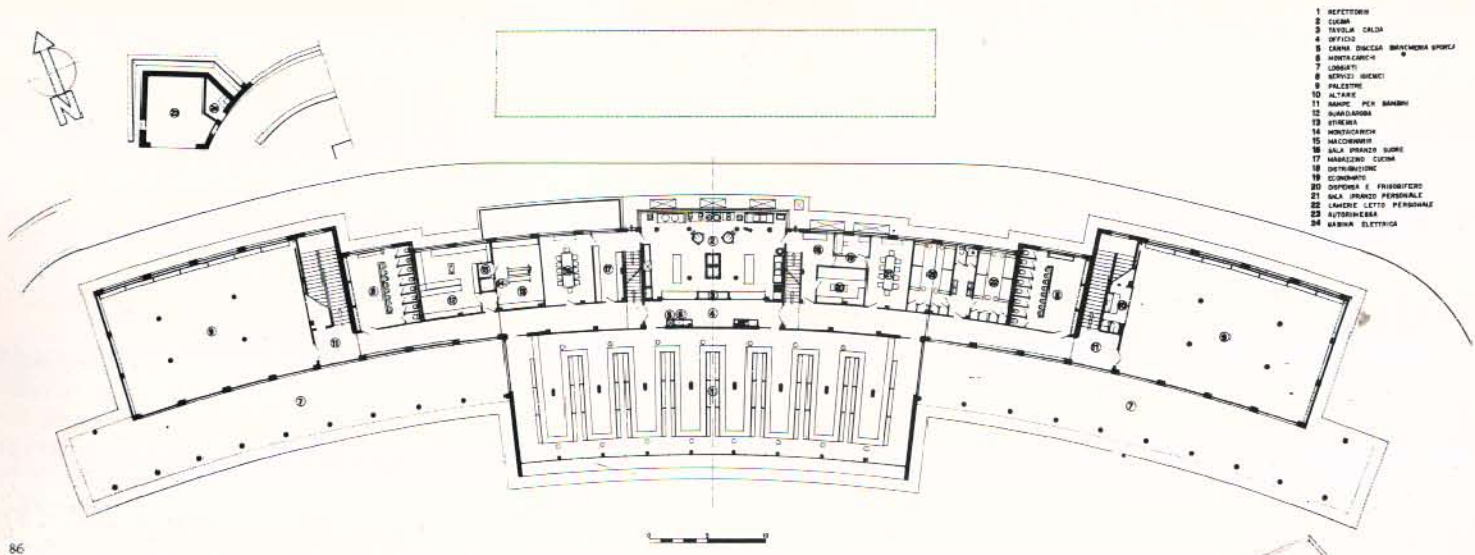 N
1 REFETTORIO
2 CUCINA
3 TAVOLA CALDA
4 OFFICIO
5 CANNA DISCESA BIANCHERIA SPORCA
6 MONTACARICHI
7 LOGGIATI
8 SERVIZI IGIENICI
9 PALESTRE
10 ALTARE
11 RAMPE PER BAMBINI
12 GUARDAROBA
13 STIRERIA
14 MONTACARICHI
15 MACCHINARIO
16 SALA PRANZO SUORE
17 MAGAZZINO CUCINA
18 DISTRIBUZIONE
19 ECONOMATO
20 DISPENSA E FRIGORIFERO
21 SALA PRANZO PERSONALE
22 CAMERE LETTO PERSONALE
23 AUTORIMESSA
24 CABINA ELETTRICA
86